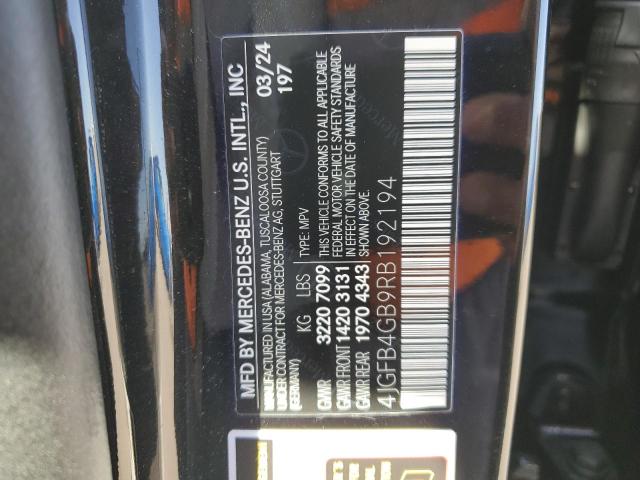 MFD BY MERCEDES-BENZ U.S. INTL., INC
MANUFACTURED IN USA (ALABAMA, TUSCALOOSA COUNTY)
UNDER CONTRACT FOR MERCEDES-BENZ AG, STUTTGART
(GERMANY)
03/24
197
KG LBS TYPE: MPV
GVWR 3220 7099
GAWR FRONT 1420 3131
GAWR REAR 1970 4343
THIS VEHICLE CONFORMS TO ALL APPLICABLE
FEDERAL MOTOR VEHICLE SAFETY STANDARDS
IN EFFECT ON THE DATE OF MANUFACTURE
SHOWN ABOVE.
4JGFB4GB9RB192194